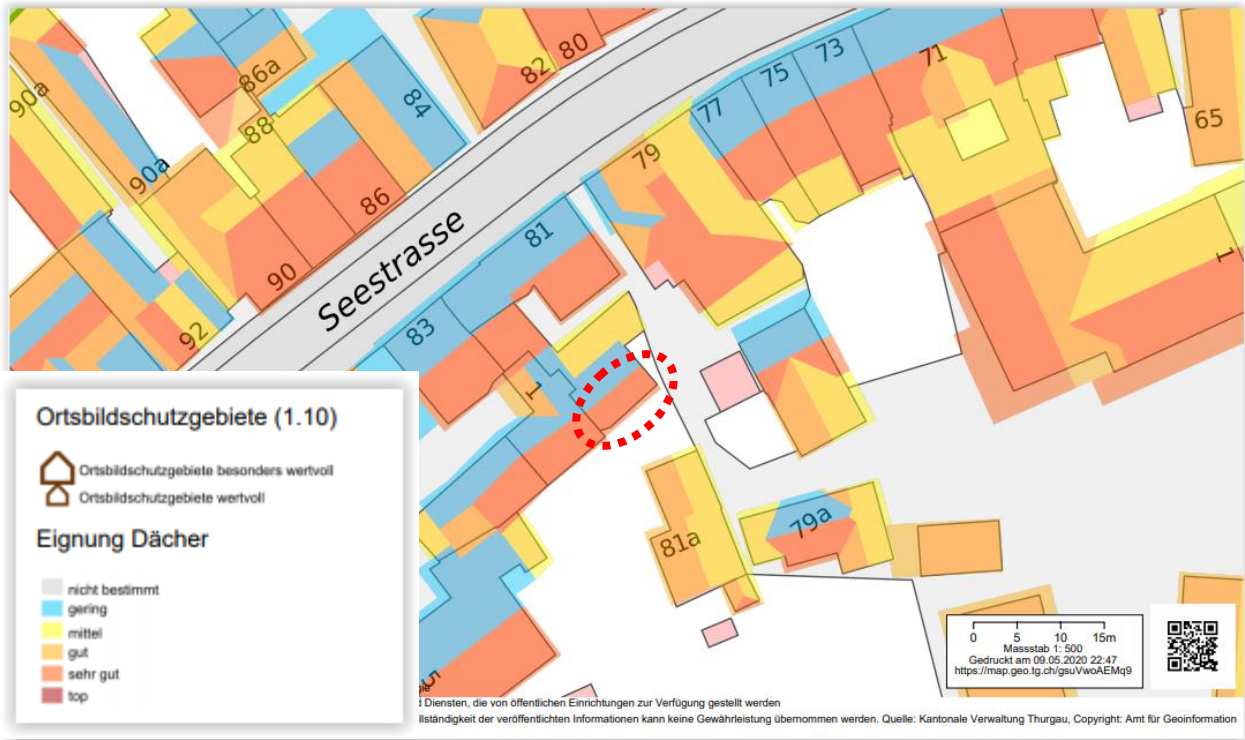 90a
86a
84
82
80
73
75
71
77
65
88
79
90a
86
81
90
Seestrasse
83
92
1
1
Ortsbildschutzgebiete (1.10)
Ortsbildschutzgebiete besonders wertvoll
Ortsbildschutzgebiete wertvoll
Eignung Dächer
nicht bestimmt
gering
mittel
gut
sehr gut
top
81a
79a
5
0 5 10 15m
Massstab 1: 500
Gedruckt am 09.05.2020 22:47
https://map.geo.tg.ch/gsuVwoAEMq9
Diensten, die von öffentlichen Einrichtungen zur Verfügung gestellt werden
llständigkeit der veröffentlichten Informationen kann keine Gewährleistung übernommen werden. Quelle: Kantonale Verwaltung Thurgau, Copyright: Amt für Geoinformation